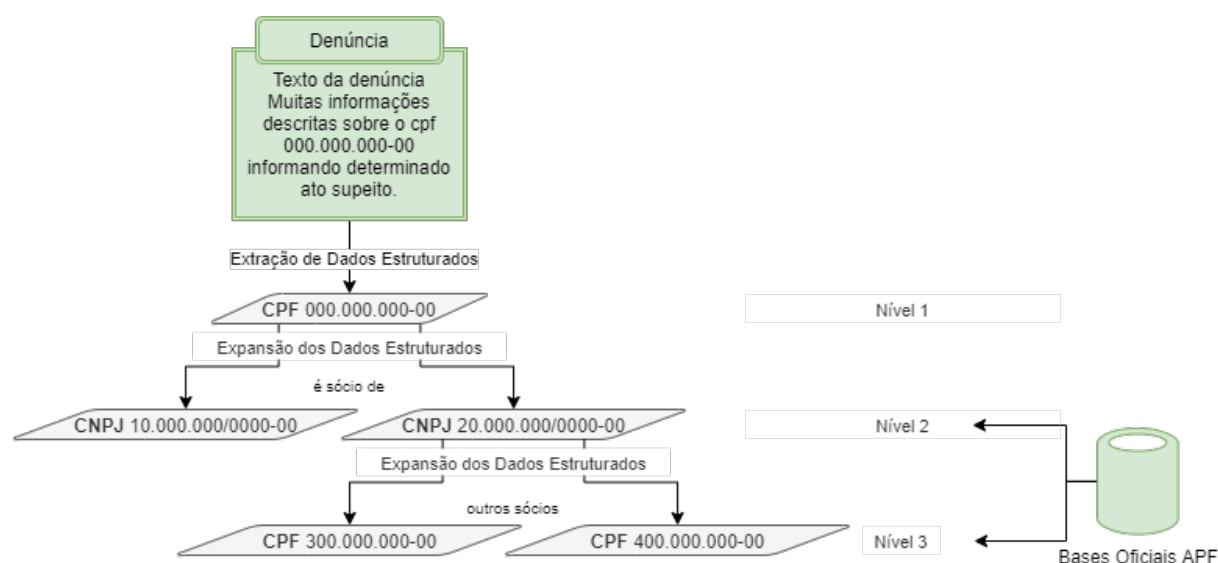 Denúncia
Texto da denúncia
Muitas informações
descritas sobre o cpf
000.000.000-00
informando determinado
ato supeito.
Extração de Dados Estruturados
CPF 000.000.000-00
Nível 1
Expansão dos Dados Estruturados
é sócio de
CNPJ 10.000.000/0000-00
CNPJ 20.000.000/0000-00
Nível 2
Expansão dos Dados Estruturados
outros sócios
CPF 300.000.000-00
CPF 400.000.000-00
Nível 3
Bases Oficiais APF